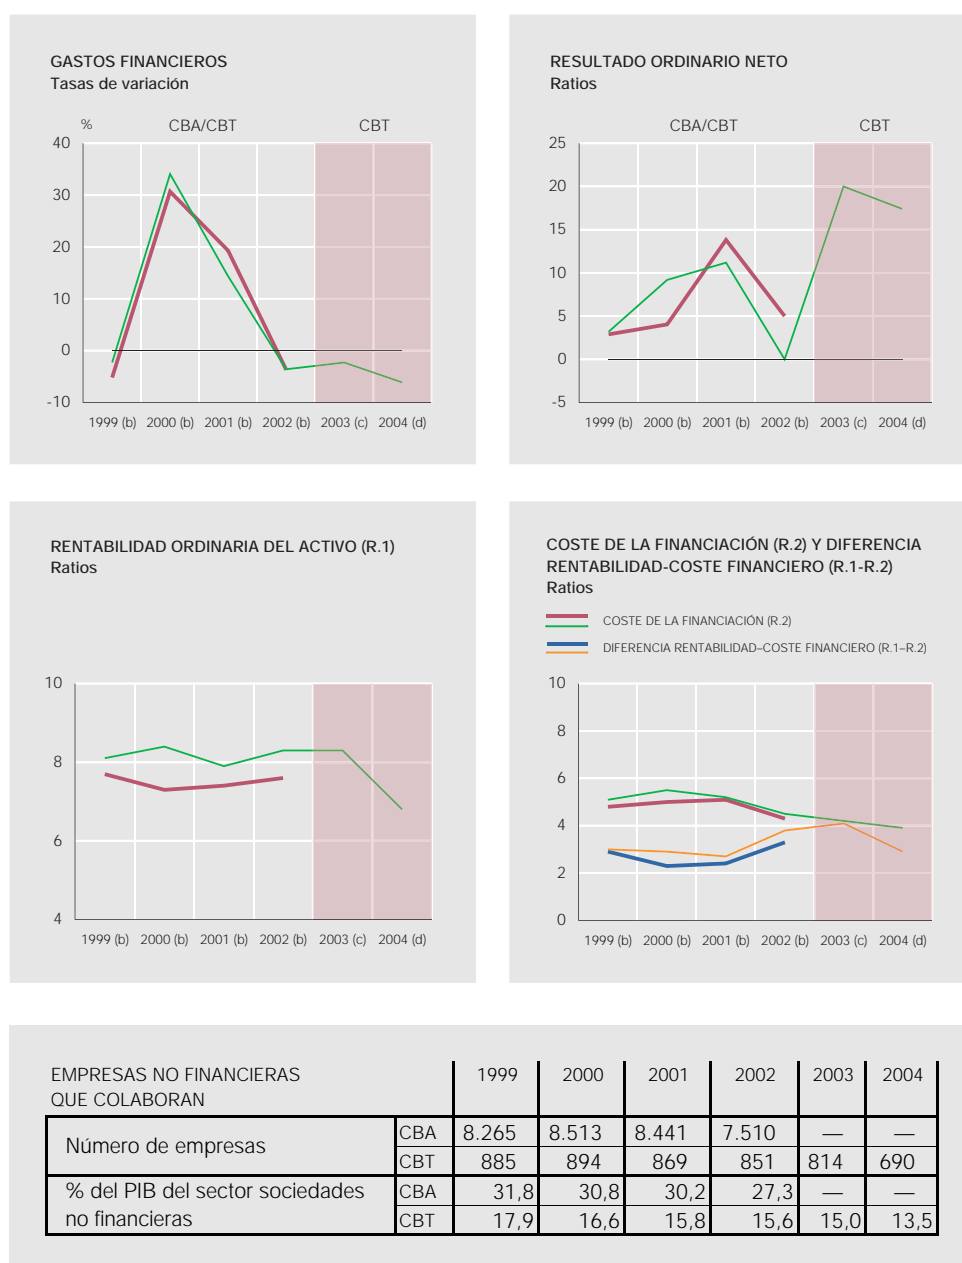 GASTOS FINANCIEROS
Tasas de variación
% CBA/CBT CBT
40
30
20
10
0
-10
1999 (b) 2000 (b) 2001 (b) 2002 (b) 2003 (c) 2004 (d)
RESULTADO ORDINARIO NETO
Ratios
CBA/CBT CBT
25
20
15
10
5
0
-5
1999 (b) 2000 (b) 2001 (b) 2002 (b) 2003 (c) 2004 (d)
RENTABILIDAD ORDINARIA DEL ACTIVO (R.1)
Ratios
10
8
6
4
1999 (b) 2000 (b) 2001 (b) 2002 (b) 2003 (c) 2004 (d)
COSTE DE LA FINANCIACIÓN (R.2) Y DIFERENCIA
RENTABILIDAD-COSTE FINANCIERO (R.1-R.2)
Ratios
COSTE DE LA FINANCIACIÓN (R.2)
DIFERENCIA RENTABILIDAD–COSTE FINANCIERO (R.1–R.2)
10
8
6
4
2
0
1999 (b) 2000 (b) 2001 (b) 2002 (b) 2003 (c) 2004 (d)
EMPRESAS NO FINANCIERAS 1999 2000 2001 2002 2003 2004
QUE COLABORAN
Número de empresas
CBA 8.265 8.513 8.441 7.510 — —
CBT 885 894 869 851 814 690
% del PIB del sector sociedades CBA 31,8 30,8 30,2 27,3 — —
no financieras CBT 17,9 16,6 15,8 15,6 15,0 13,5